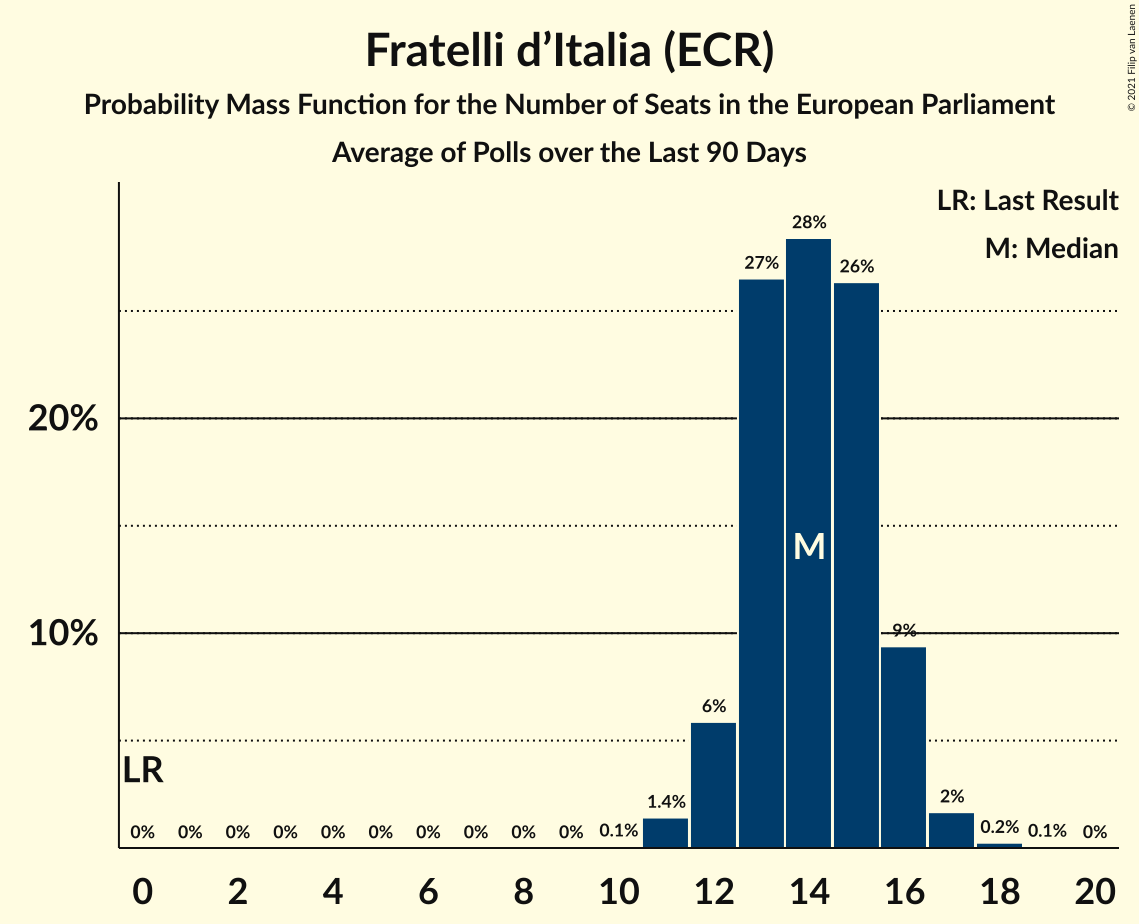 Fratelli d’Italia (ECR)
Probability Mass Function for the Number of Seats in the European Parliament
Average of Polls over the Last 90 Days
© 2021 Filip van Laenen
LR: Last Result
M: Median
28%
27%
26%
20%
M
10%
9%
6%
LR
0%
0%
0%
0%
0%
0%
0%
0%
0%
0%
0.1%
1.4%
2%
0.2%
0.1%
0%
0 2 4 6 8 10 12 14 16 18 20